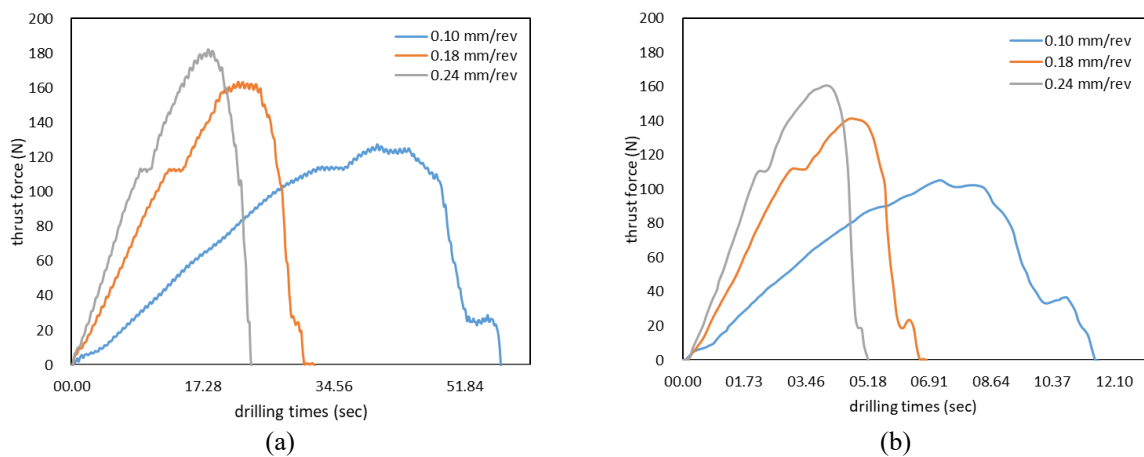 200
180
160
140
120
100
80
60
40
20
0
thrust force (N)
0.10 mm/rev
0.18 mm/rev
0.24 mm/rev
00.00 17.28 34.56 51.84
drilling times (sec)
(a)
200
180
160
140
120
100
80
60
40
20
0
thrust force (N)
0.10 mm/rev
0.18 mm/rev
0.24 mm/rev
00.00 01.73 03.46 05.18 06.91 08.64 10.37 12.10
drilling times (sec)
(b)